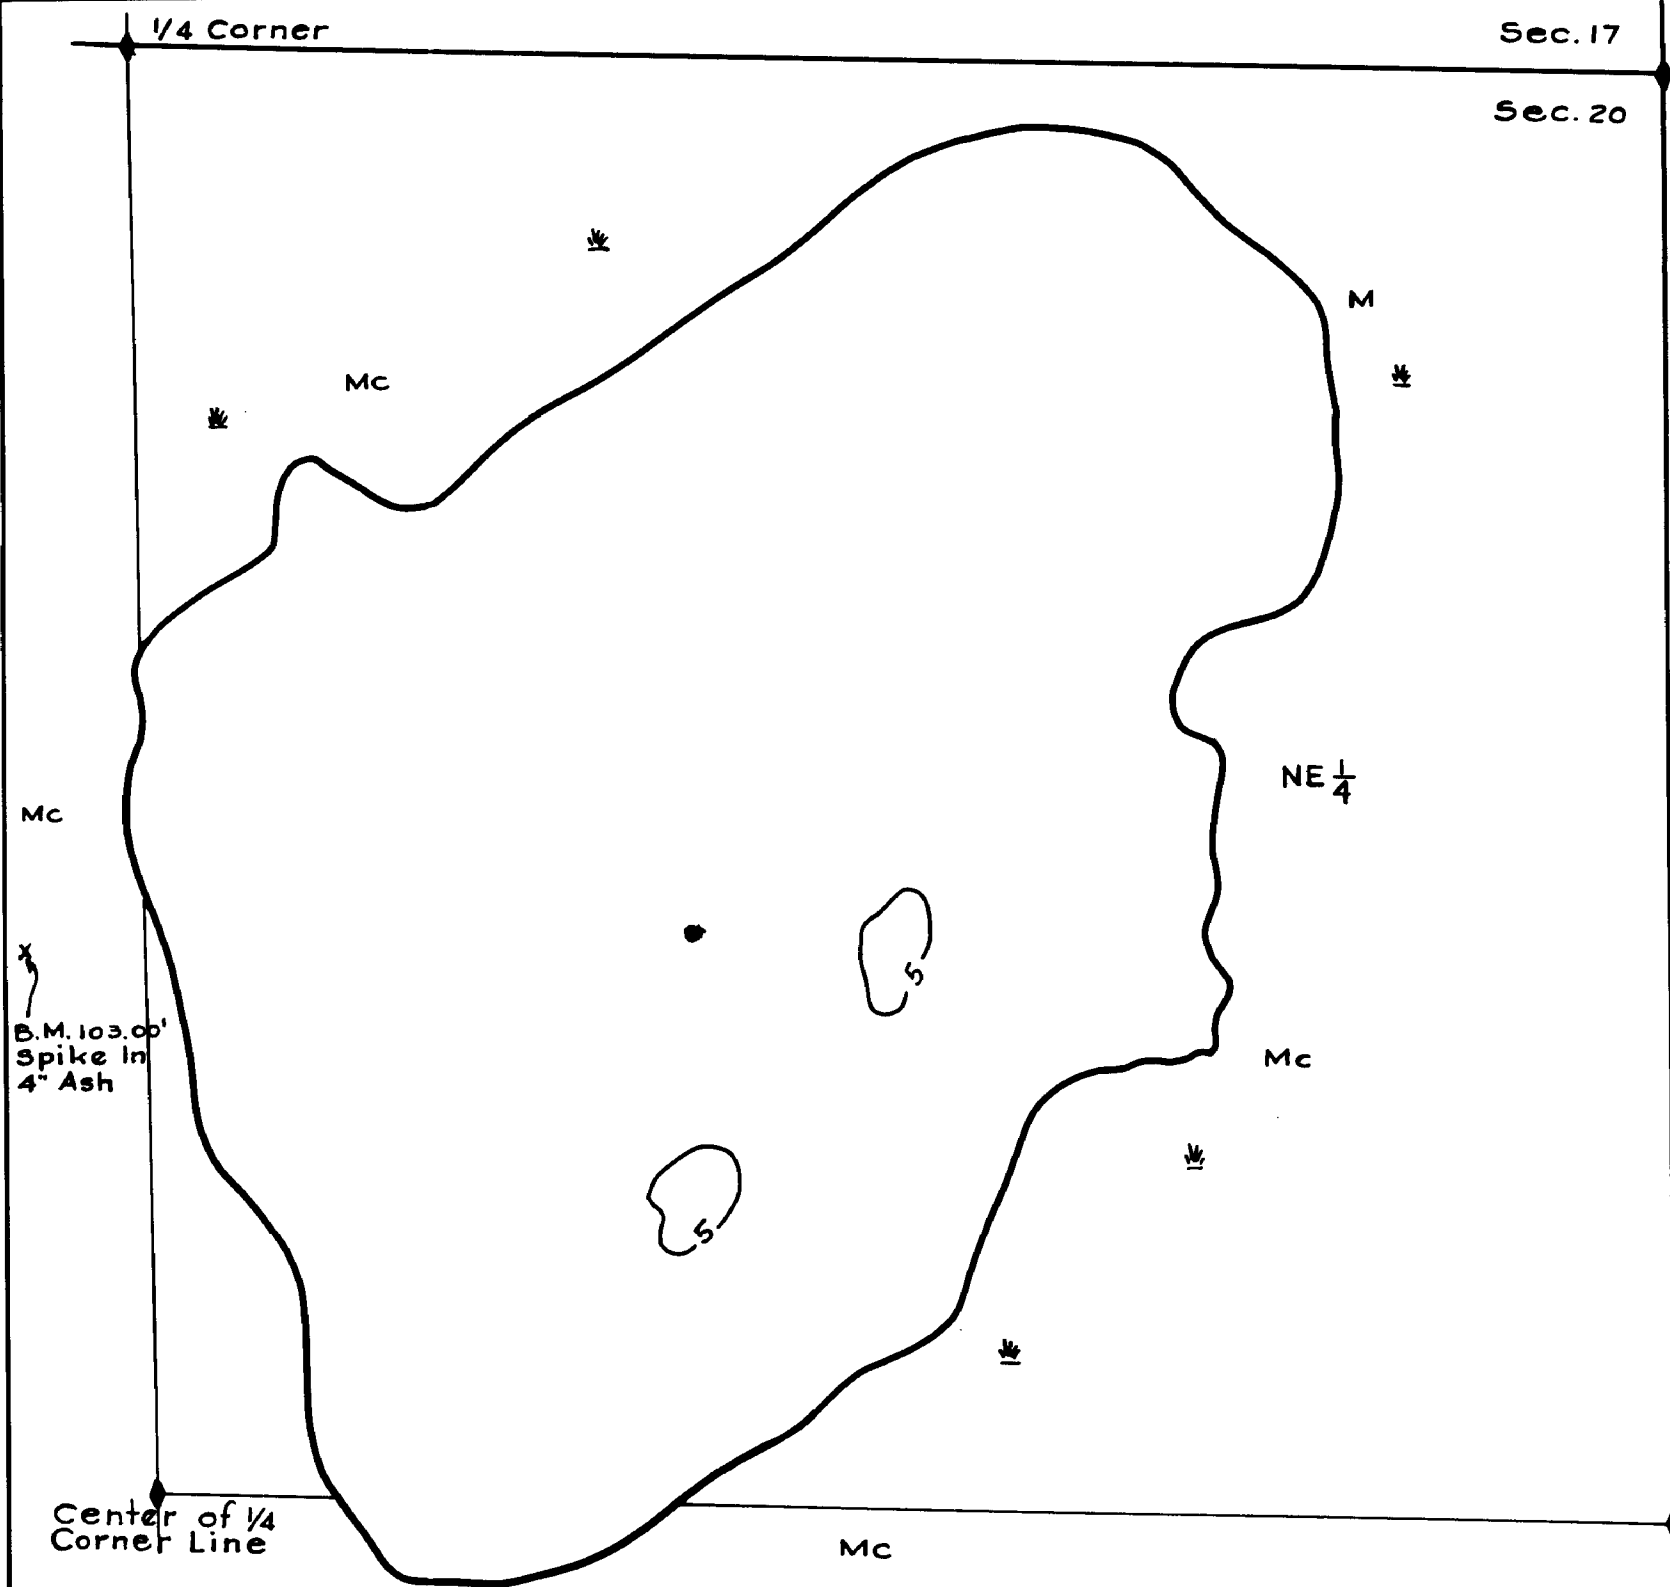 1/4 Corner
Sec. 17
Sec. 20
M
Mc
NE 1/4
Mc
5
B.M. 103.00'
Spike In
4" Ash
Mc
5
Center of 1/4
Corner Line
Mc